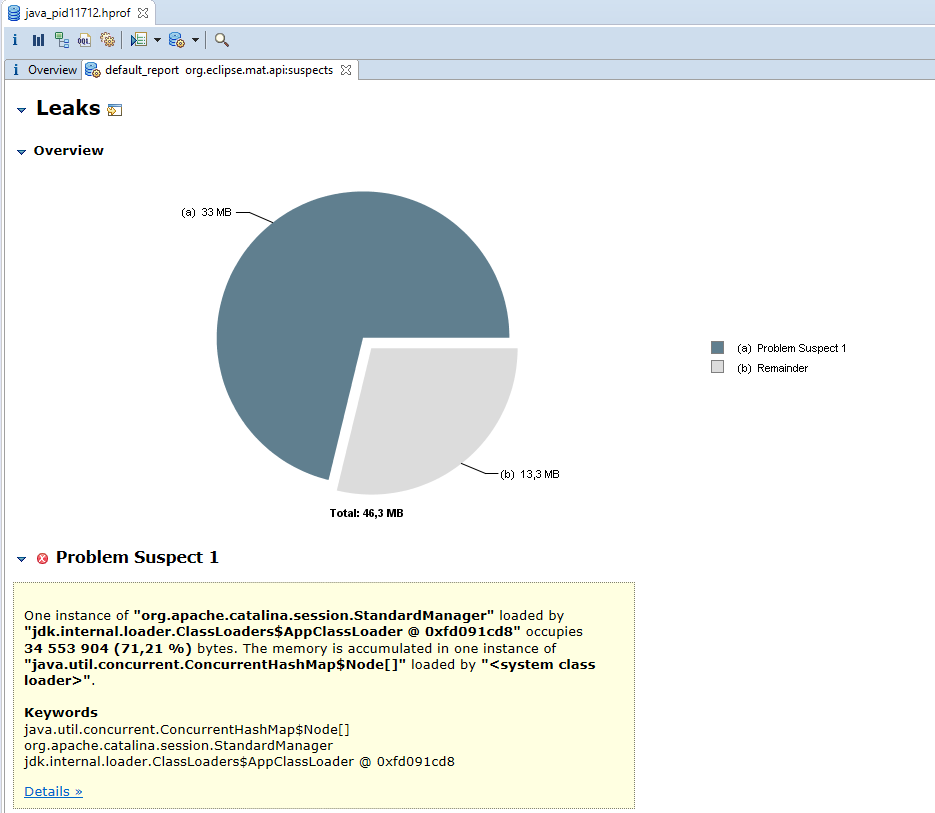 java_pid11712.hprof
i OQL
i Overview default_report org.eclipse.mat.api:suspects
Leaks
Overview
(a) 33 MB
(a) Problem Suspect 1
(b) Remainder
(b) 13,3 MB
Total: 46,3 MB
Problem Suspect 1
One instance of "org.apache.catalina.session.StandardManager" loaded by
"jdk.internal.loader.ClassLoaders$AppClassLoader @ 0xfd091cd8" occupies
34 553 904 (71,21 %) bytes. The memory is accumulated in one instance of
"java.util.concurrent.ConcurrentHashMap$Node[]" loaded by "<system class
loader>".
Keywords
java.util.concurrent.ConcurrentHashMap$Node[]
org.apache.catalina.session.StandardManager
jdk.internal.loader.ClassLoaders$AppClassLoader @ 0xfd091cd8
Details »